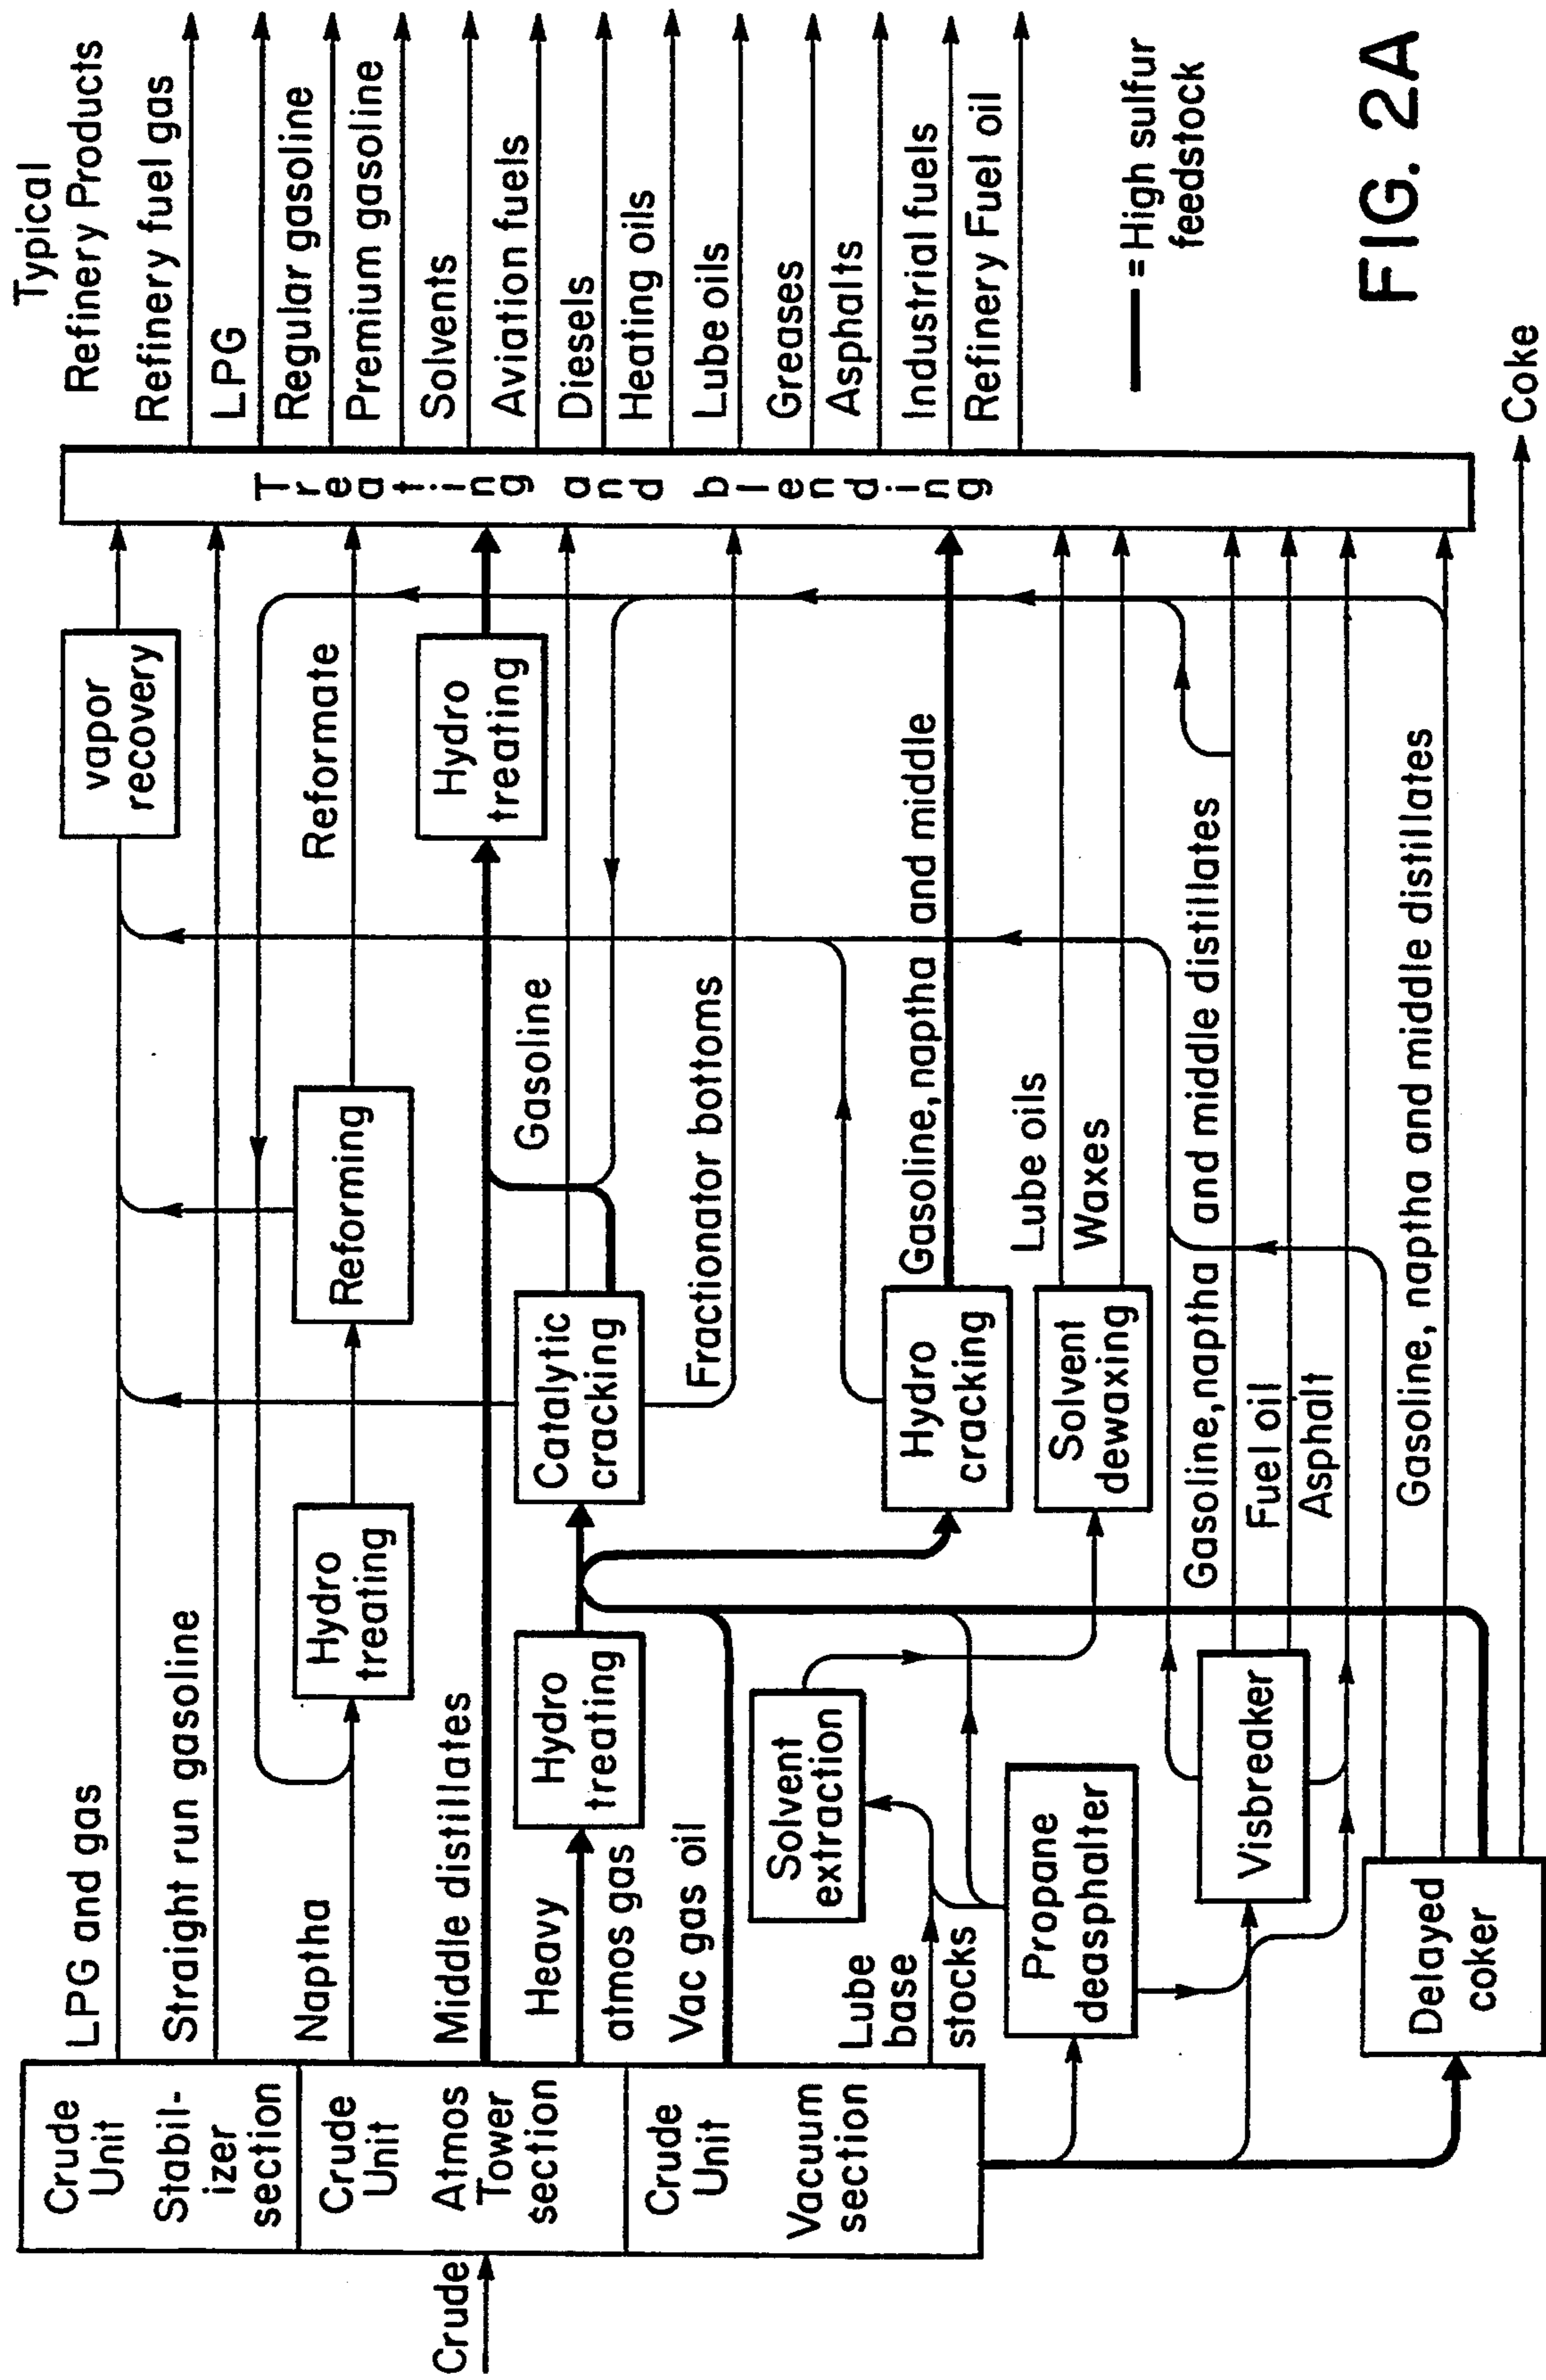 Typical
Refinery Products
Crude
Crude
Unit
Stabil-
izer
section
Crude
Unit
Atmos
Tower
section
Crude
Unit
Vacuum
section
LPG and gas
Straight run gasoline
Naptha
Middle distillates
Heavy
atmos gas
Vac gas oil
Lube
base
stocks
Hydro
treating
Hydro
treating
Solvent
extraction
Propane
deasphalter
Visbreaker
Delayed
coker
Reforming
Catalytic
cracking
Hydro
cracking
Solvent
dewaxing
vapor
recovery
Reformate
Hydro
treating
Gasoline
Fractionator bottoms
Gasoline, naptha and middle
Lube oils
Waxes
Gasoline, naptha and middle distillates
Fuel oil
Asphalt
Gasoline, naptha and middle distillates
Coke
Treating and blending
Refinery fuel gas
LPG
Regular gasoline
Premium gasoline
Solvents
Aviation fuels
Diesels
Heating oils
Lube oils
Greases
Asphalts
Industrial fuels
Refinery Fuel oil
= High sulfur
feedstock
FIG. 2A